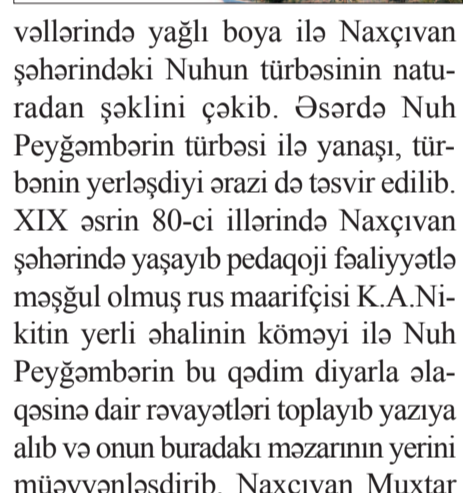 vəllərində yağlı boya ilə Naxçıvan
şəhərindəki Nuhun türbəsinin natu-
radan şəklini çəkib. Əsərdə Nuh
Peyğəmbərin türbəsi ilə yanaşı, tür-
bənin yerləşdiyi ərazi də təsvir edilib.
XIX əsrin 80-ci illərində Naxçıvan
şəhərində yaşayıb pedaqoji fəaliyyətlə
məşğul olmuş rus maarifçisi K.A.Ni-
kitin yerli əhalinin köməyi ilə Nuh
Peyğəmbərin bu qədim diyarla əla-
qəsinə dair rəvayətləri toplayıb yazıya
alıb və onun buradakı məzarının yerini
müəyyənləşdirib. Naxçıvan Muxtar